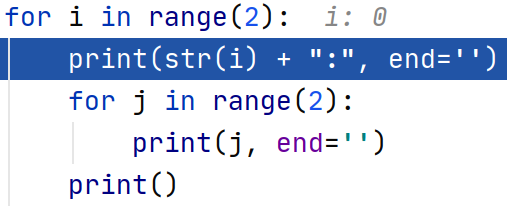 for i in range(2):  i: 0
    print(str(i) + ":", end='')
    for j in range(2):
        print(j, end='')
    print()